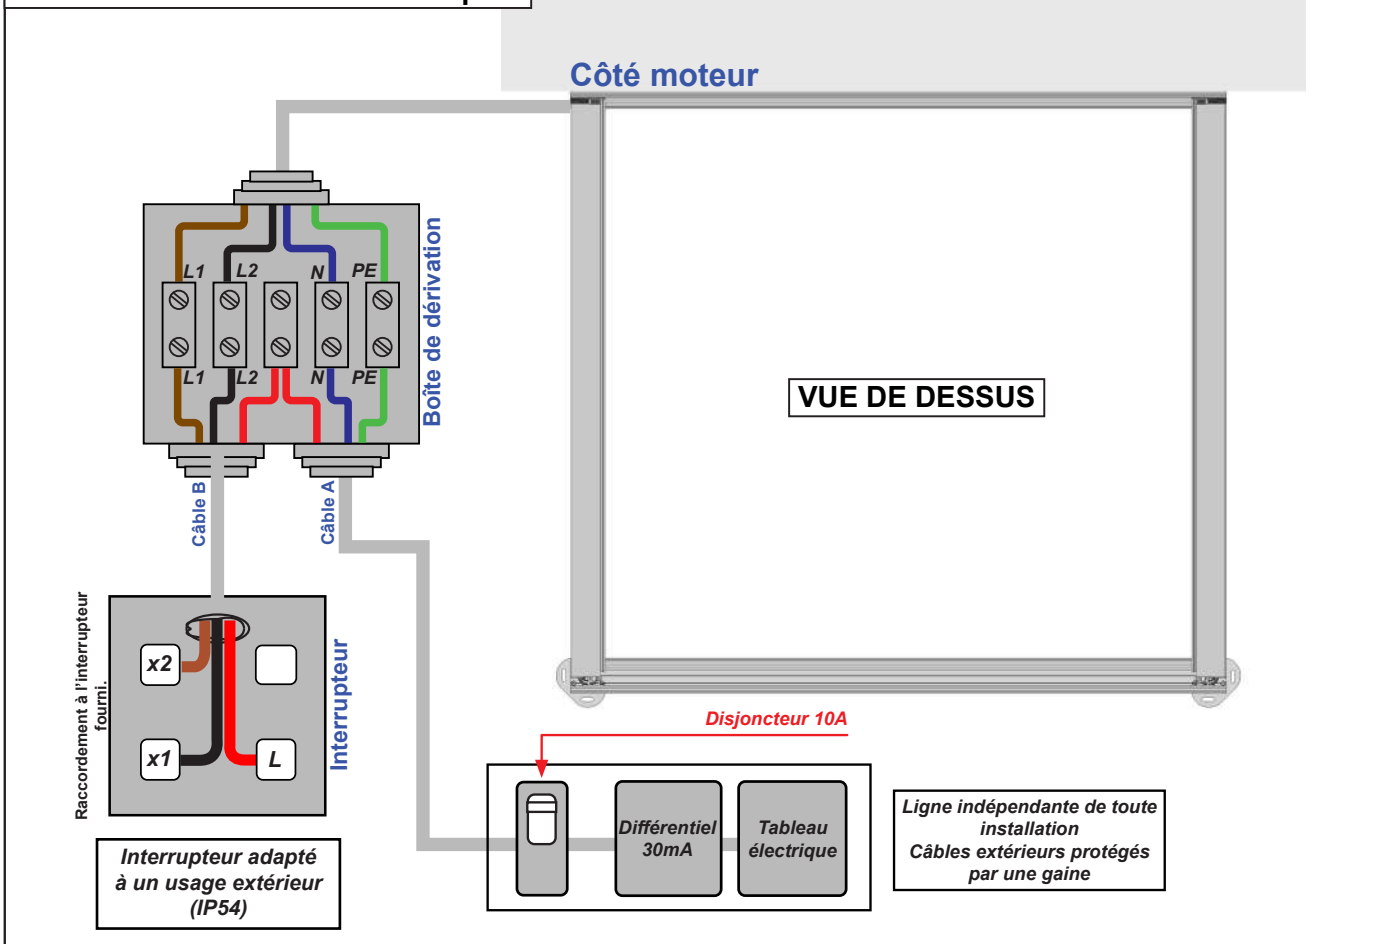 Côté moteur
L1
L2
N
PE
L1
L2
N
PE
Boîte de dérivation
VUE DE DESSUS
Câble B
Câble A
Racccordement à l'interrupteur
fourni.
x2
x1
L
Interrupteur
Interrupteur adapté
à un usage extérieur
(IP54)
Disjoncteur 10A
Différentiel
30mA
Tableau
électrique
Ligne indépendante de toute
installation
Câbles extérieurs protégés
par une gaine